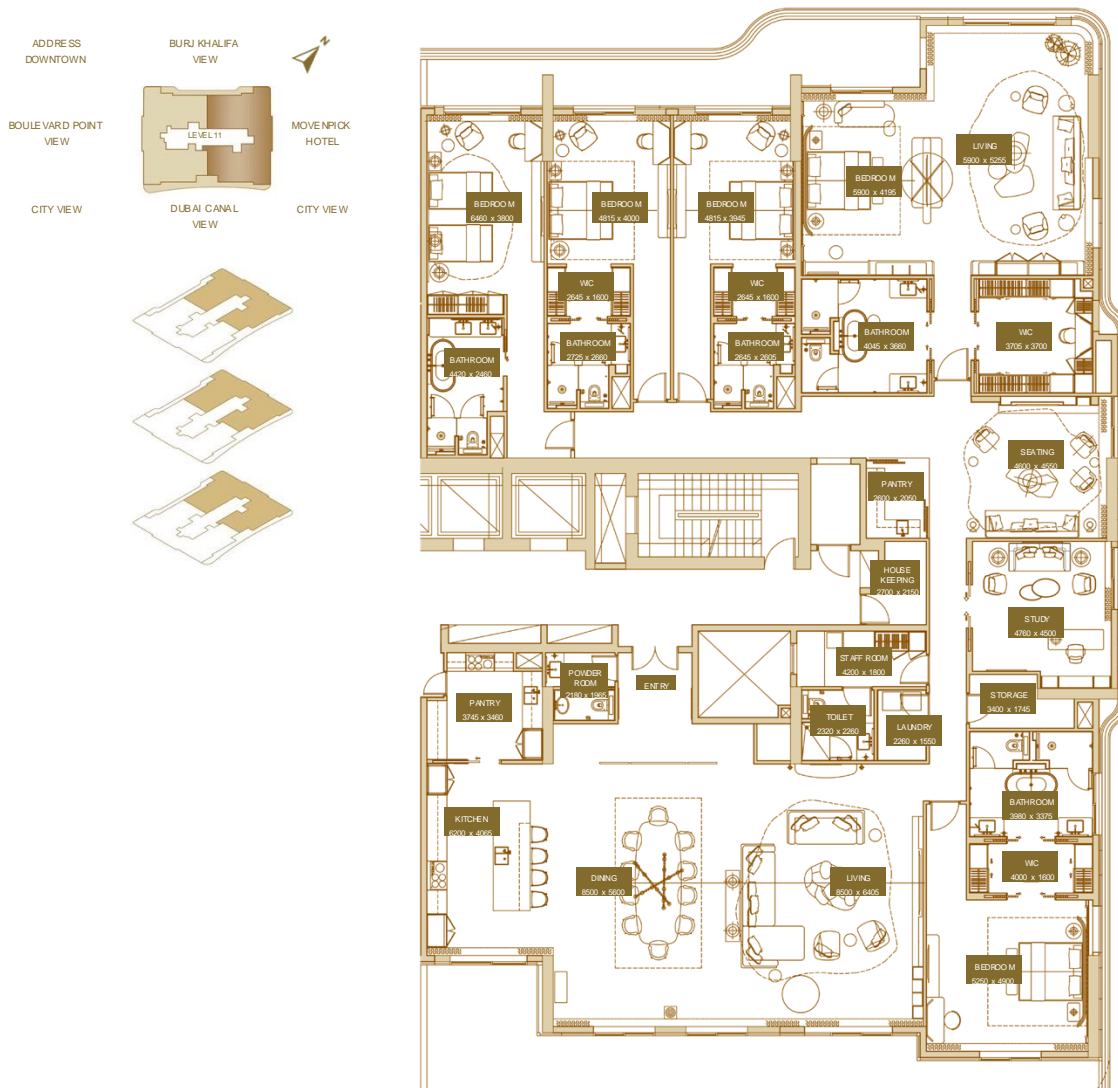 ADDRESS
DOWNTOWN
BURJ KHALIFA
VIEW
N
BOULEVARD POINT
VIEW
LEVEL 11
MOVENPICK
HOTEL
CITY VIEW
DUBAI CANAL
VIEW
CITY VIEW
LIVING
5900 x 5255
BEDROOM
5900 x 4195
BEDROOM
6460 x 3800
BEDROOM
4815 x 4000
BEDROOM
4815 x 3945
WIC
2645 x 1600
WIC
2645 x 1600
BATHROOM
4420 x 2460
BATHROOM
2725 x 2660
BATHROOM
2645 x 2605
BATHROOM
4045 x 3660
WIC
3705 x 3700
SEATING
4600 x 4550
PANTRY
2600 x 2050
HOUSE
KEEPING
2700 x 2150
STUDY
4760 x 4500
STAFF ROOM
4200 x 1800
POWDER
ROOM
2180 x 1965
ENTRY
STORAGE
3400 x 1745
PANTRY
3745 x 3460
TOILET
2320 x 2260
LAUNDRY
2260 x 1550
BATHROOM
3980 x 3375
KITCHEN
6200 x 4065
WIC
4000 x 1600
DINING
8500 x 5600
LIVING
8500 x 6405
BEDROOM
5250 x 4900